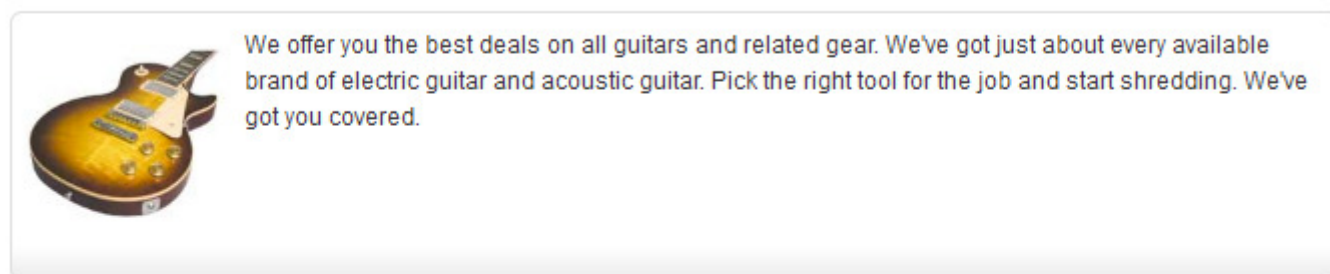 We offer you the best deals on all guitars and related gear. We've got just about every available
brand of electric guitar and acoustic guitar. Pick the right tool for the job and start shredding. We've
got you covered.